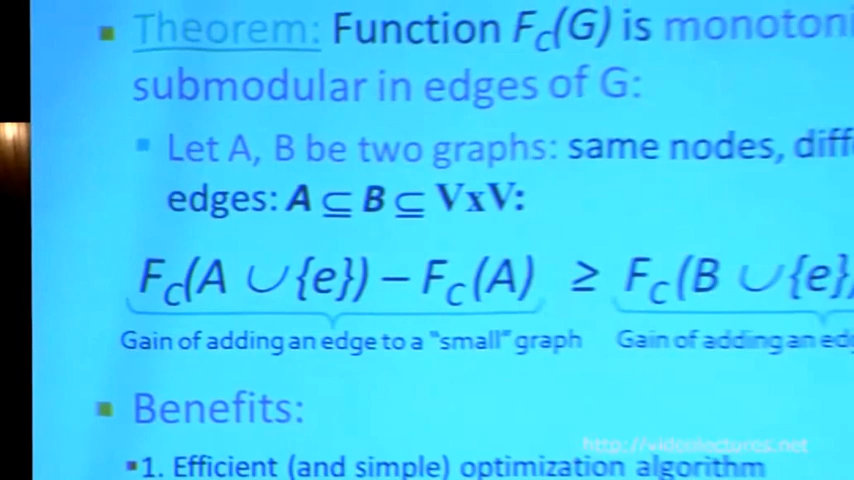 Theorem: Function Fc(G) is monotoni
submodular in edges of G:
Let A, B be two graphs: same nodes, diff
edges: A ⊆ B ⊆ VxV:
Fc(A ∪{e}) – Fc(A) ≥ Fc(B ∪{e})
Gain of adding an edge to a "small" graph Gain of adding an edg
Benefits:
1. Efficient (and simple) optimization algorithm
http://videolectures.net